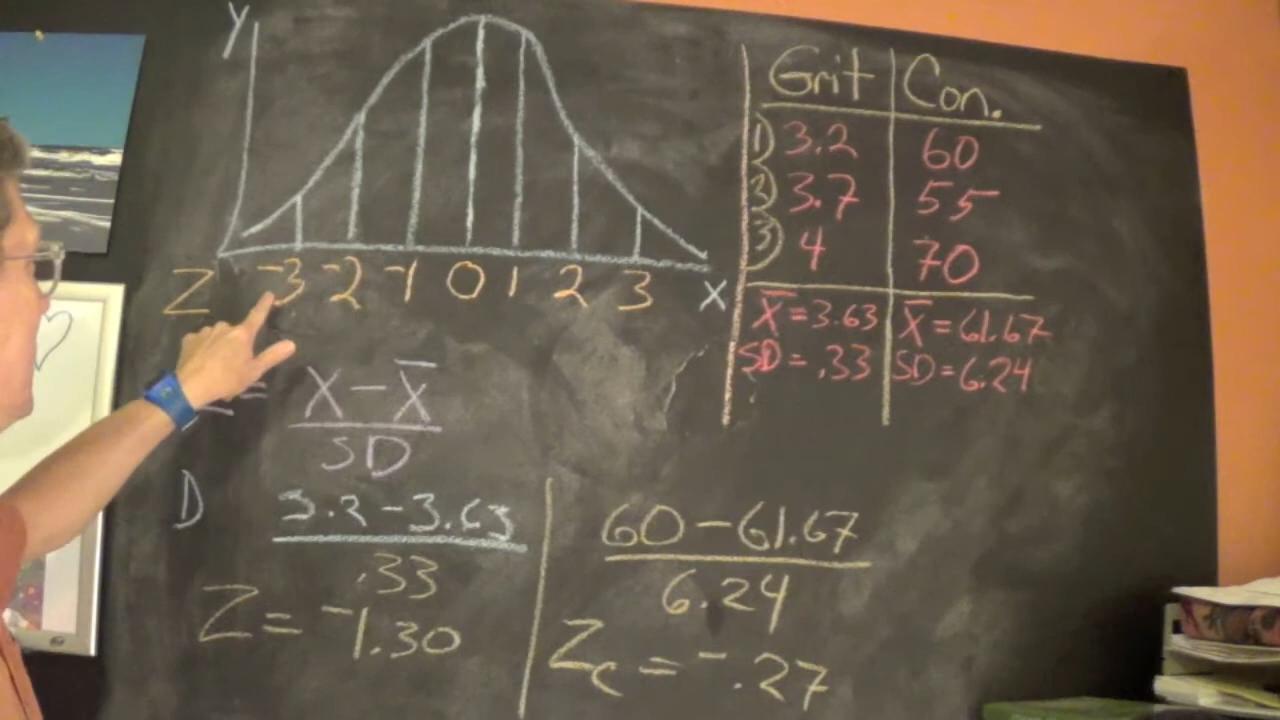 Y
Z -3 -2 -1 0 1 2 3 X
X - X̄
SD
D 3.2 - 3.63
.33
Z = -1.30
60 - 61.67
6.24
Zc = -.27
Grit Con.
1) 3.2 60
2) 3.7 55
3) 4 70
X̄ = 3.63 X̄ = 61.67
SD = .33 SD = 6.24